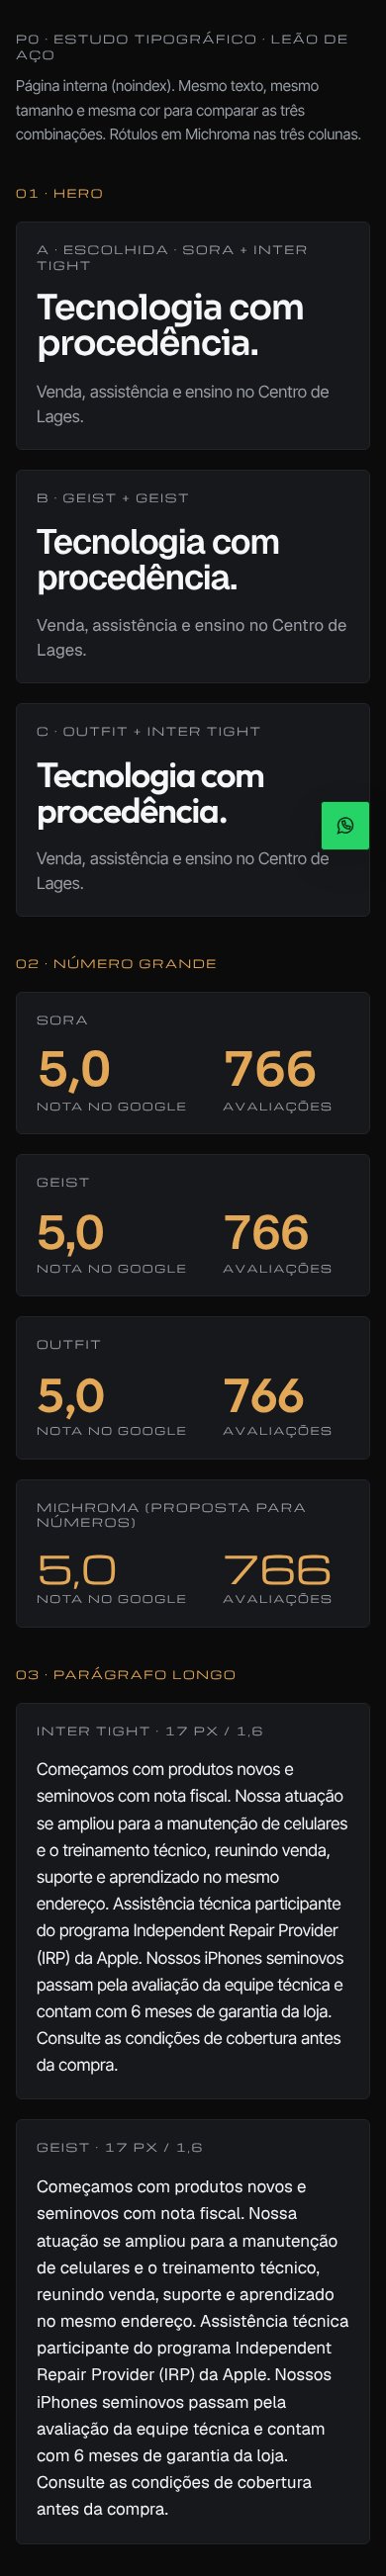 P0 · ESTUDO TIPOGRÁFICO · LEÃO DE
AÇO
Página interna (noindex). Mesmo texto, mesmo
tamanho e mesma cor para comparar as três
combinações. Rótulos em Michroma nas três colunas.
01 · HERO
A · ESCOLHIDA · SORA + INTER
TIGHT
Tecnologia com
procedência.
Venda, assistência e ensino no Centro de
Lages.
B · GEIST + GEIST
Tecnologia com
procedência.
Venda, assistência e ensino no Centro de
Lages.
C · OUTFIT + INTER TIGHT
Tecnologia com
procedência.
Venda, assistência e ensino no Centro de
Lages.
02 · NÚMERO GRANDE
SORA
5,0 766
NOTA NO GOOGLE AVALIAÇÕES
GEIST
5,0 766
NOTA NO GOOGLE AVALIAÇÕES
OUTFIT
5,0 766
NOTA NO GOOGLE AVALIAÇÕES
MICHROMA (PROPOSTA PARA
NÚMEROS)
5,0 766
NOTA NO GOOGLE AVALIAÇÕES
03 · PARÁGRAFO LONGO
INTER TIGHT · 17 PX / 1,6
Começamos com produtos novos e
seminovos com nota fiscal. Nossa atuação
se ampliou para a manutenção de celulares
e o treinamento técnico, reunindo venda,
suporte e aprendizado no mesmo
endereço. Assistência técnica participante
do programa Independent Repair Provider
(IRP) da Apple. Nossos iPhones seminovos
passam pela avaliação da equipe técnica e
contam com 6 meses de garantia da loja.
Consulte as condições de cobertura antes
da compra.
GEIST · 17 PX / 1,6
Começamos com produtos novos e
seminovos com nota fiscal. Nossa
atuação se ampliou para a manutenção
de celulares e o treinamento técnico,
reunindo venda, suporte e aprendizado
no mesmo endereço. Assistência técnica
participante do programa Independent
Repair Provider (IRP) da Apple. Nossos
iPhones seminovos passam pela
avaliação da equipe técnica e contam
com 6 meses de garantia da loja.
Consulte as condições de cobertura
antes da compra.